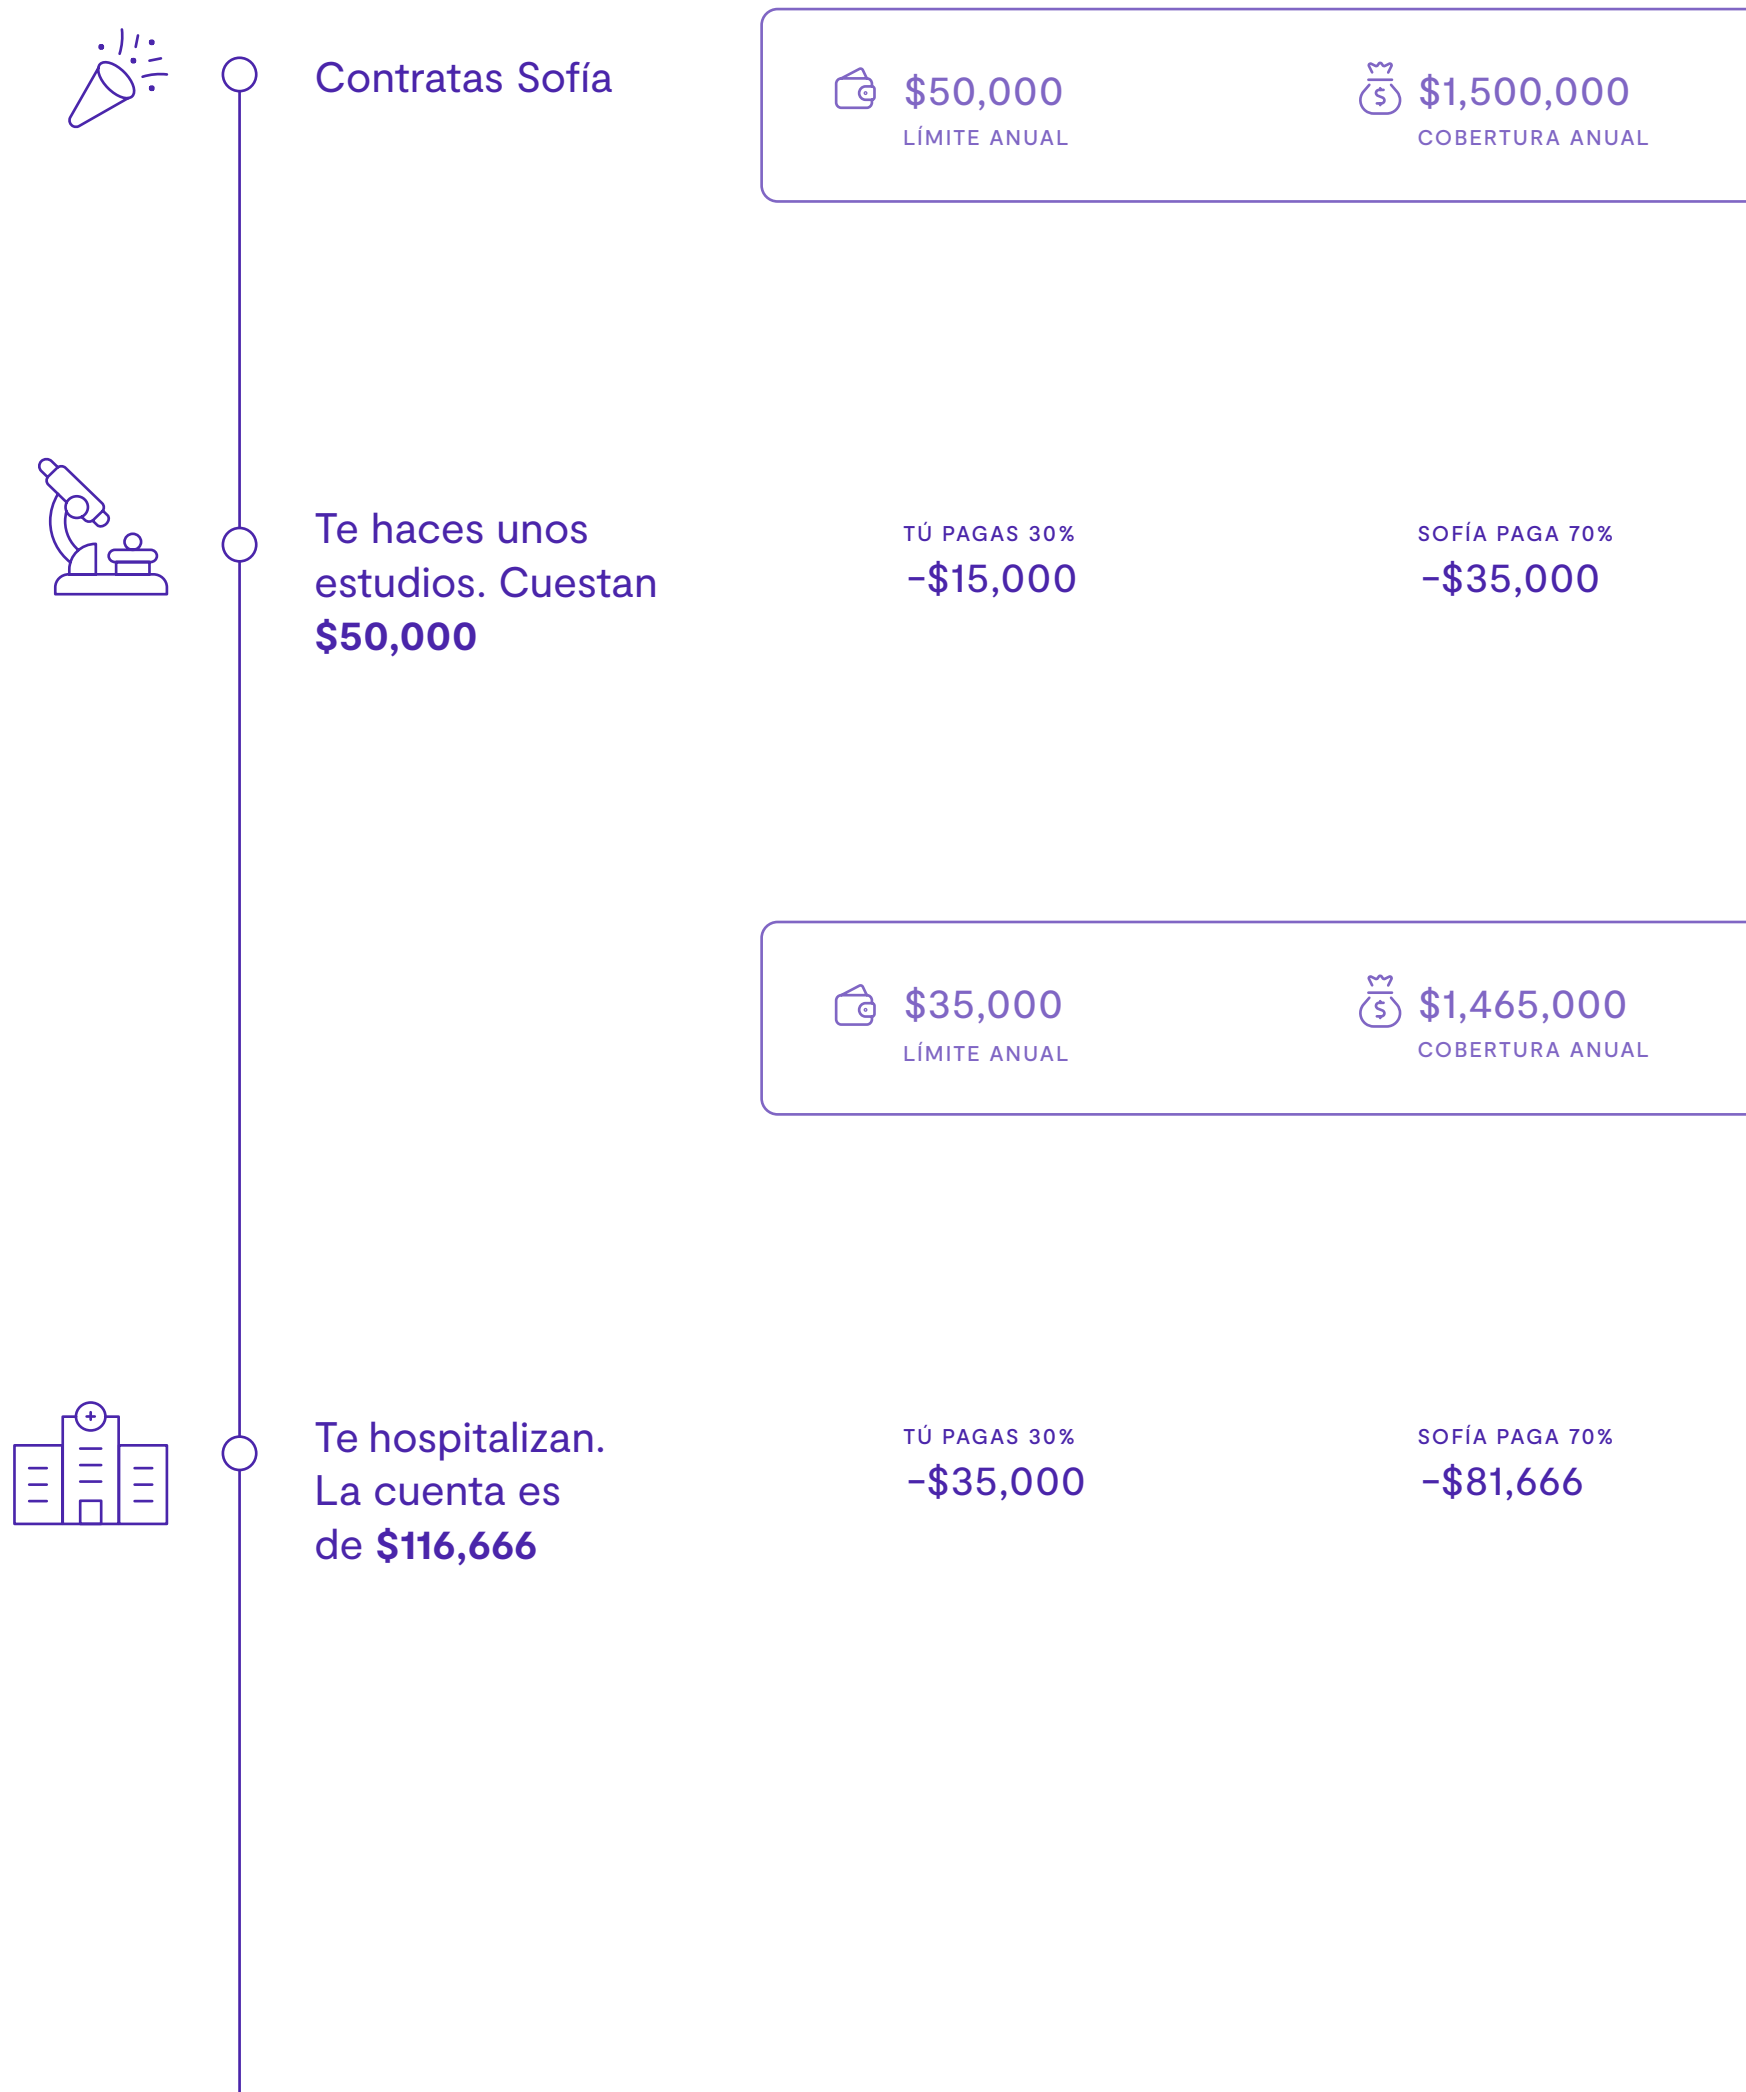 Contratas Sofía
$50,000
LÍMITE ANUAL
$1,500,000
COBERTURA ANUAL
Te haces unos
estudios. Cuestan
$50,000
TÚ PAGAS 30%
-$15,000
SOFÍA PAGA 70%
-$35,000
$35,000
LÍMITE ANUAL
$1,465,000
COBERTURA ANUAL
Te hospitalizan.
La cuenta es
de $116,666
TÚ PAGAS 30%
-$35,000
SOFÍA PAGA 70%
-$81,666